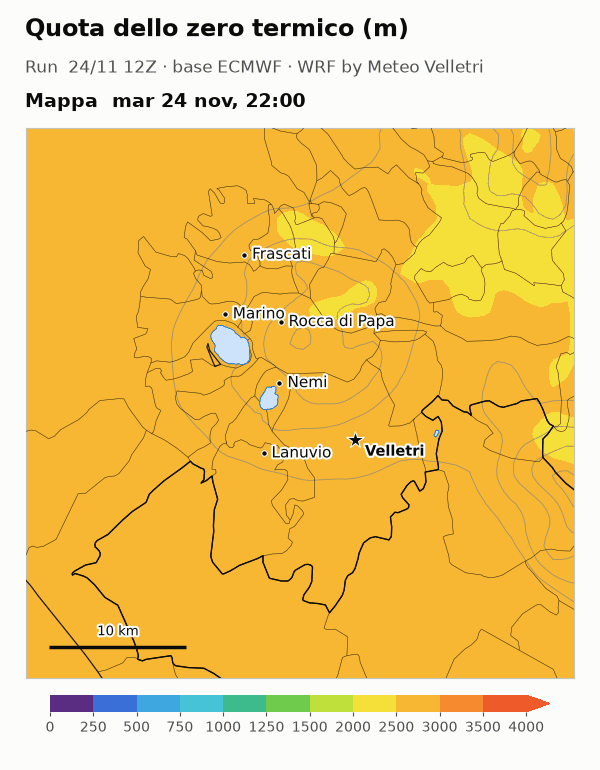 Quota dello zero termico (m)
Run 24/11 12Z · base ECMWF · WRF by Meteo Velletri
Mappa mar 24 nov, 22:00
Frascati
Marino
Rocca di Papa
Nemi
Velletri
Lanuvio
10 km
0 250 500 750 1000 1250 1500 2000 2500 3000 3500 4000